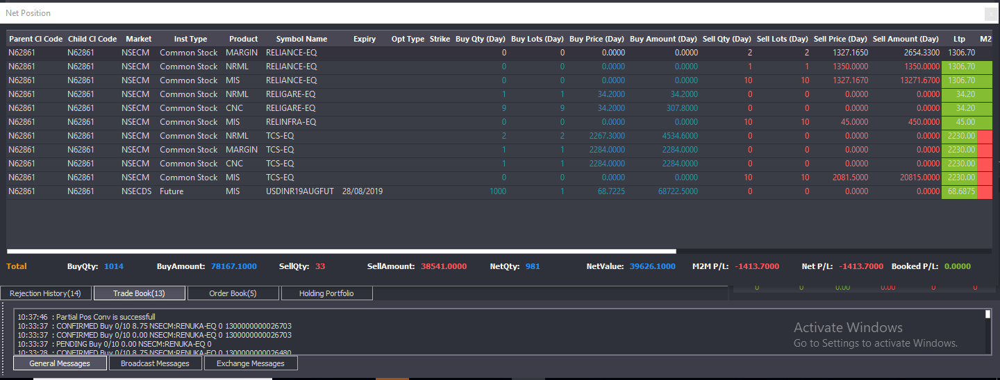 Net Position
x
Parent Cl Code Child Cl Code Market Inst Type Product Symbol Name Expiry Opt Type Strike Buy Qty (Day) Buy Lots (Day) Buy Price (Day) Buy Amount (Day) Sell Qty (Day) Sell Lots (Day) Sell Price (Day) Sell Amount (Day) Ltp M2
N62861 N62861 NSECM Common Stock MARGIN RELIANCE-EQ 0 0 0.0000 0.0000 2 2 1327.1650 2654.3300 1306.70
N62861 N62861 NSECM Common Stock NRML RELIANCE-EQ 0 0 0.0000 0.0000 1 1 1350.0000 1350.0000 1306.70
N62861 N62861 NSECM Common Stock MIS RELIANCE-EQ 0 0 0.0000 0.0000 10 10 1327.1670 13271.6700 1306.70
N62861 N62861 NSECM Common Stock NRML RELIGARE-EQ 1 1 34.2000 34.2000 0 0 0.0000 0.0000 34.20
N62861 N62861 NSECM Common Stock CNC RELIGARE-EQ 9 9 34.2000 307.8000 0 0 0.0000 0.0000 34.20
N62861 N62861 NSECM Common Stock MIS RELINFRA-EQ 0 0 0.0000 0.0000 10 10 45.0000 450.0000 45.00
N62861 N62861 NSECM Common Stock NRML TCS-EQ 2 2 2267.3000 4534.6000 0 0 0.0000 0.0000 2230.00
N62861 N62861 NSECM Common Stock MARGIN TCS-EQ 1 1 2284.0000 2284.0000 0 0 0.0000 0.0000 2230.00
N62861 N62861 NSECM Common Stock CNC TCS-EQ 1 1 2284.0000 2284.0000 0 0 0.0000 0.0000 2230.00
N62861 N62861 NSECM Common Stock MIS TCS-EQ 0 0 0.0000 0.0000 10 10 2081.5000 20815.0000 2230.00
N62861 N62861 NSECDS Future MIS USDINR19AUGFUT 28/08/2019 1000 1 68.7225 68722.5000 0 0 0.0000 0.0000 68.6875
Total BuyQty: 1014 BuyAmount: 78167.1000 SellQty: 33 SellAmount: 38541.0000 NetQty: 981 NetValue: 39626.1000 M2M P/L: -1413.7000 Net P/L: -1413.7000 Booked P/L: 0.0000
0 0 0.00 0.00 0 0
Rejection History(14) Trade Book(13) Order Book(5) Holding Portfolio
10:37:46 : Partial Pos Conv is successfull
10:33:37 : CONFIRMED Buy 0/10 8.75 NSECM:RENUKA-EQ 0 1300000000026703
10:33:37 : CONFIRMED Buy 0/10 0.00 NSECM:RENUKA-EQ 0 1300000000026703
10:33:37 : PENDING Buy 0/10 0.00 NSECM:RENUKA-EQ 0
10:33:28 : CONFIRMED Buy 0/10 8.75 NSECM:RENUKA-EQ 0 1300000000026480
Activate Windows
Go to Settings to activate Windows.
General Messages Broadcast Messages Exchange Messages